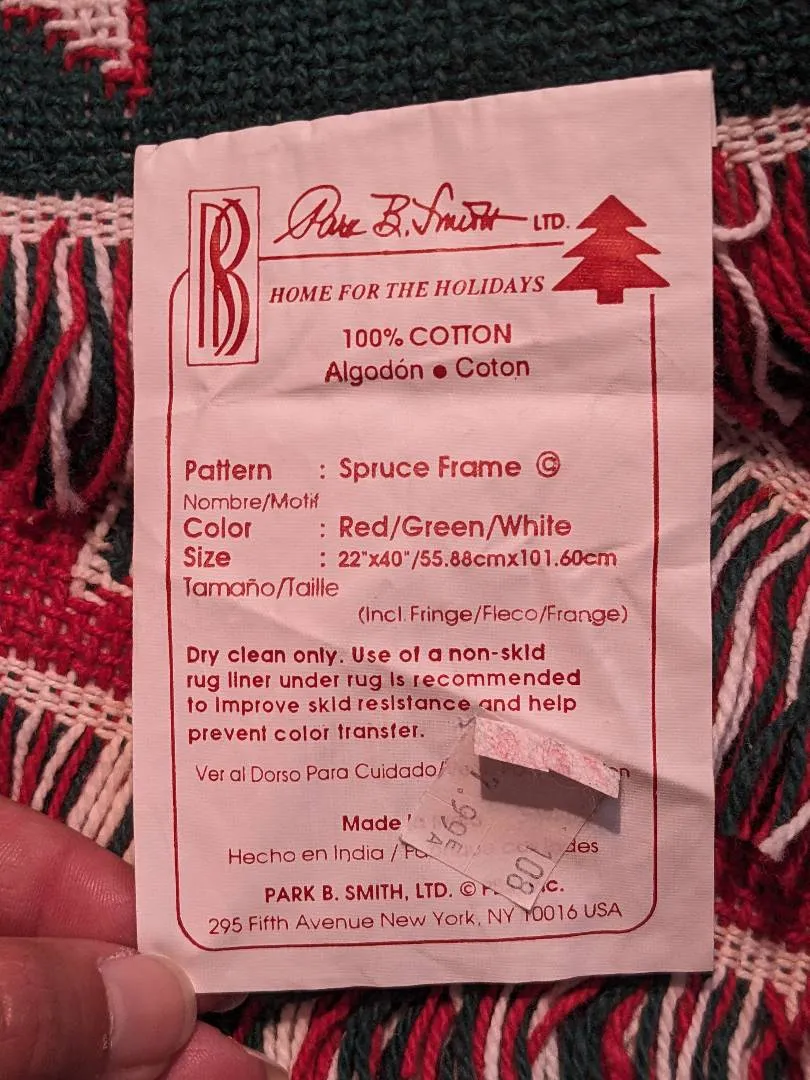 Park B. Smith LTD.
HOME FOR THE HOLIDAYS
100% COTTON
Algodón ● Coton
Pattern : Spruce Frame ©
Nombre/Motif
Color : Red/Green/White
Size : 22"x40"/55.88cmx101.60cm
Tamaño/Taille
(Incl. Fringe/Fleco/Frange)
Dry clean only. Use of a non-skid
rug liner under rug is recommended
to improve skid resistance and help
prevent color transfer.
Ver al Dorso Para Cuidado/
Made
Hecho en India /
.99
A
108
PARK B. SMITH, LTD. ©
295 Fifth Avenue New York, NY 10016 USA